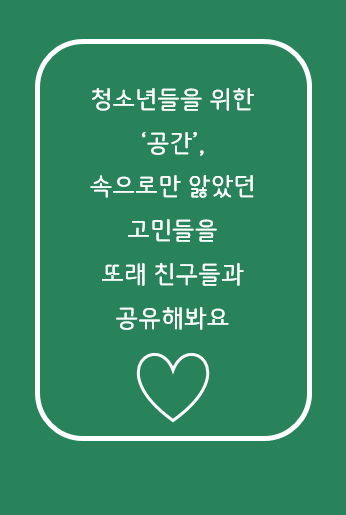 청소년들을 위한
‘공간’,
속으로만 앓았던
고민들을
또래 친구들과
공유해봐요